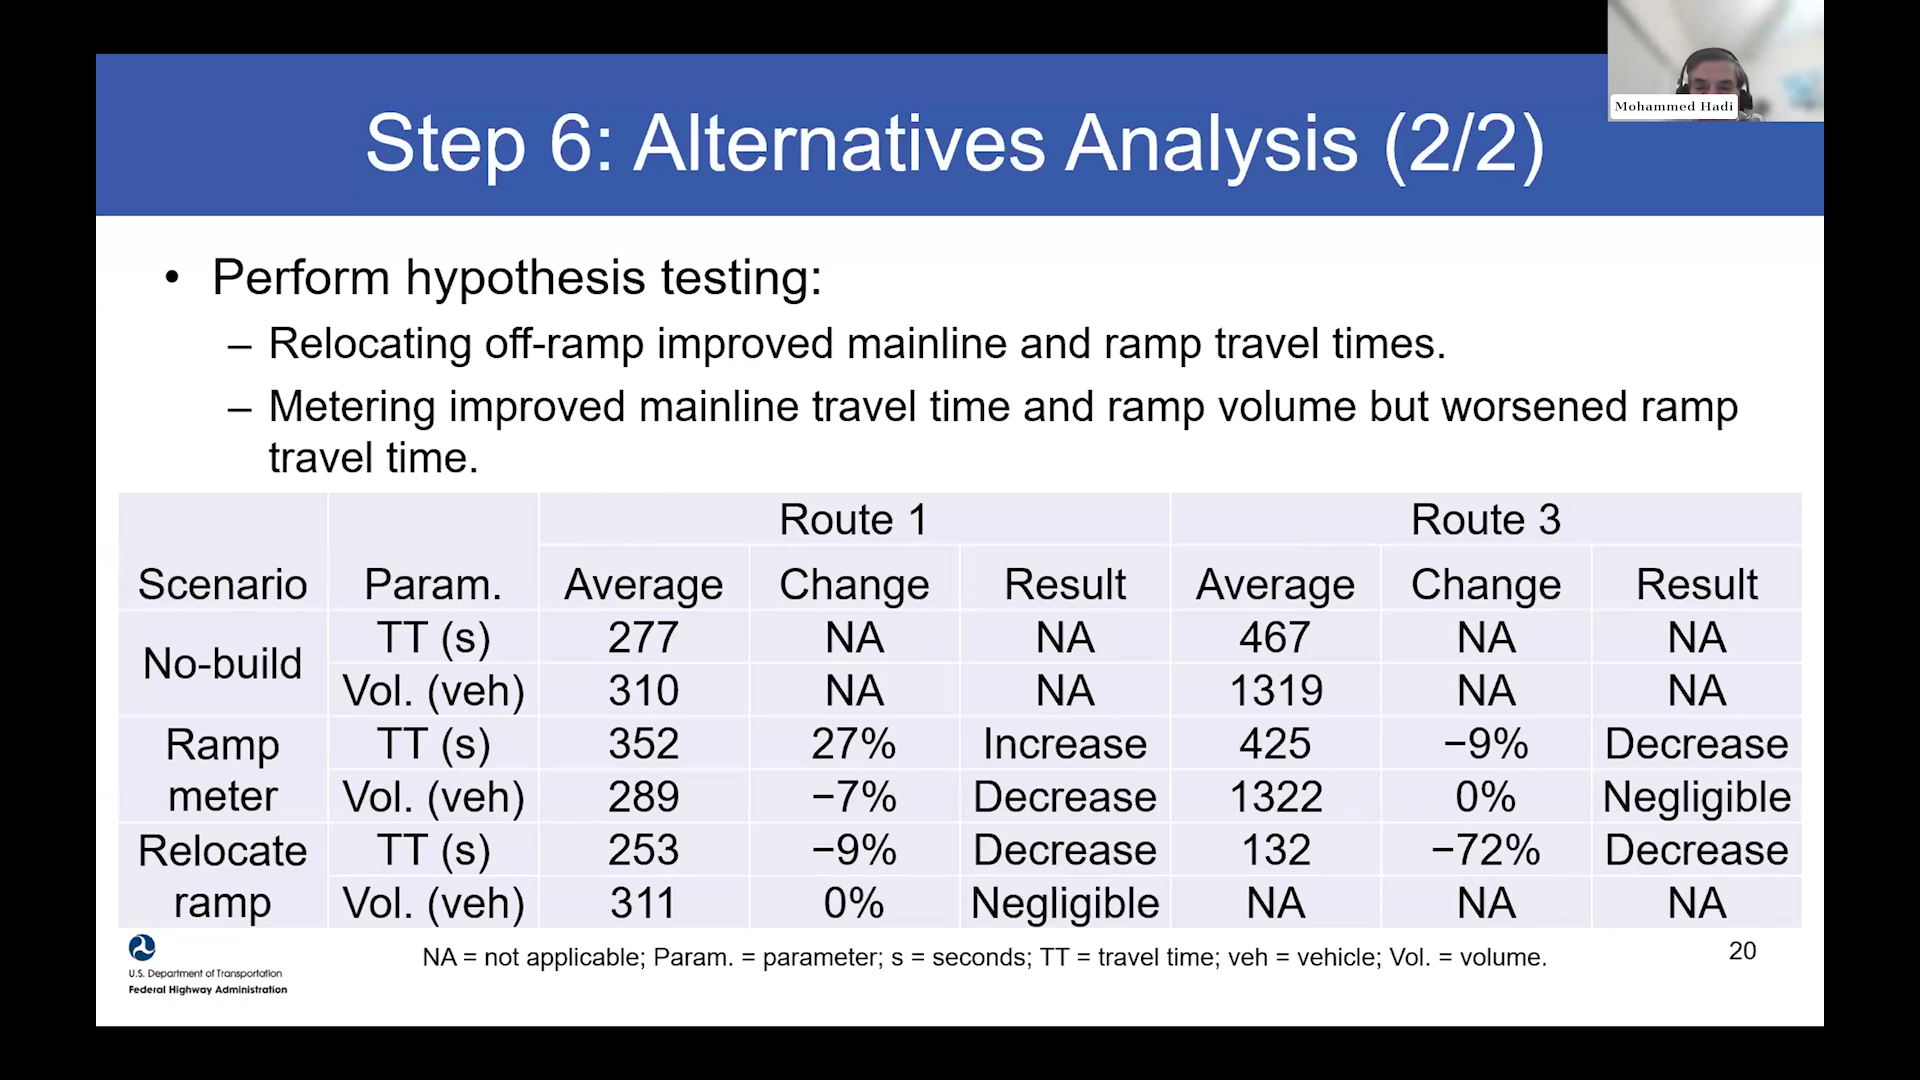 Mohammed Hadi
Step 6: Alternatives Analysis (2/2)
• Perform hypothesis testing:
– Relocating off-ramp improved mainline and ramp travel times.
– Metering improved mainline travel time and ramp volume but worsened ramp
travel time.
Route 1 Route 3
Scenario Param. Average Change Result Average Change Result
No-build TT (s) 277 NA NA 467 NA NA
Vol. (veh) 310 NA NA 1319 NA NA
Ramp TT (s) 352 27% Increase 425 −9% Decrease
meter Vol. (veh) 289 −7% Decrease 1322 0% Negligible
Relocate TT (s) 253 −9% Decrease 132 −72% Decrease
ramp Vol. (veh) 311 0% Negligible NA NA NA
NA = not applicable; Param. = parameter; s = seconds; TT = travel time; veh = vehicle; Vol. = volume.
20
U.S. Department of Transportation
Federal Highway Administration